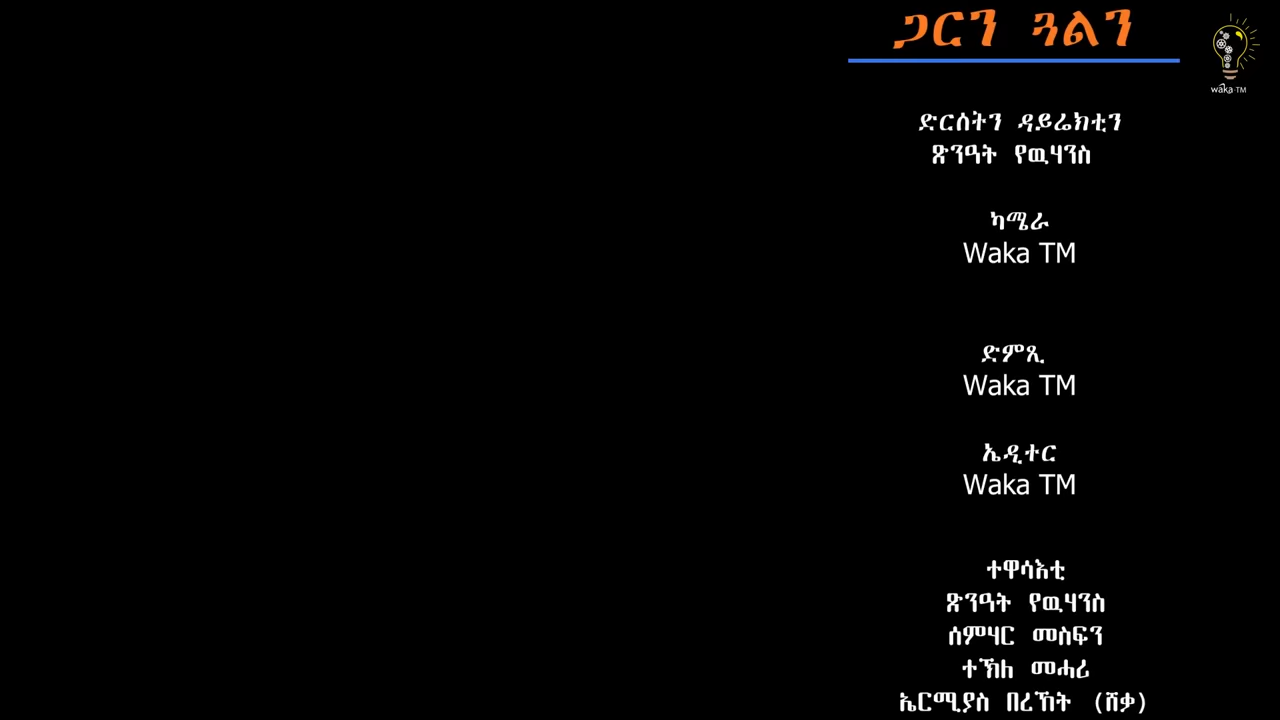 ጋርን ጓልን
waka TM
ድርሰትን ዳይሬክቲን
ጽንዓት የዉሃንስ
ካሜራ
Waka TM
ድምጺ
Waka TM
ኤዲተር
Waka TM
ተዋሳእቲ
ጽንዓት የዉሃንስ
ሰምሃር መስፍን
ተኽለ መሓሪ
ኤርሚያስ በረኸት (ሸቃ)